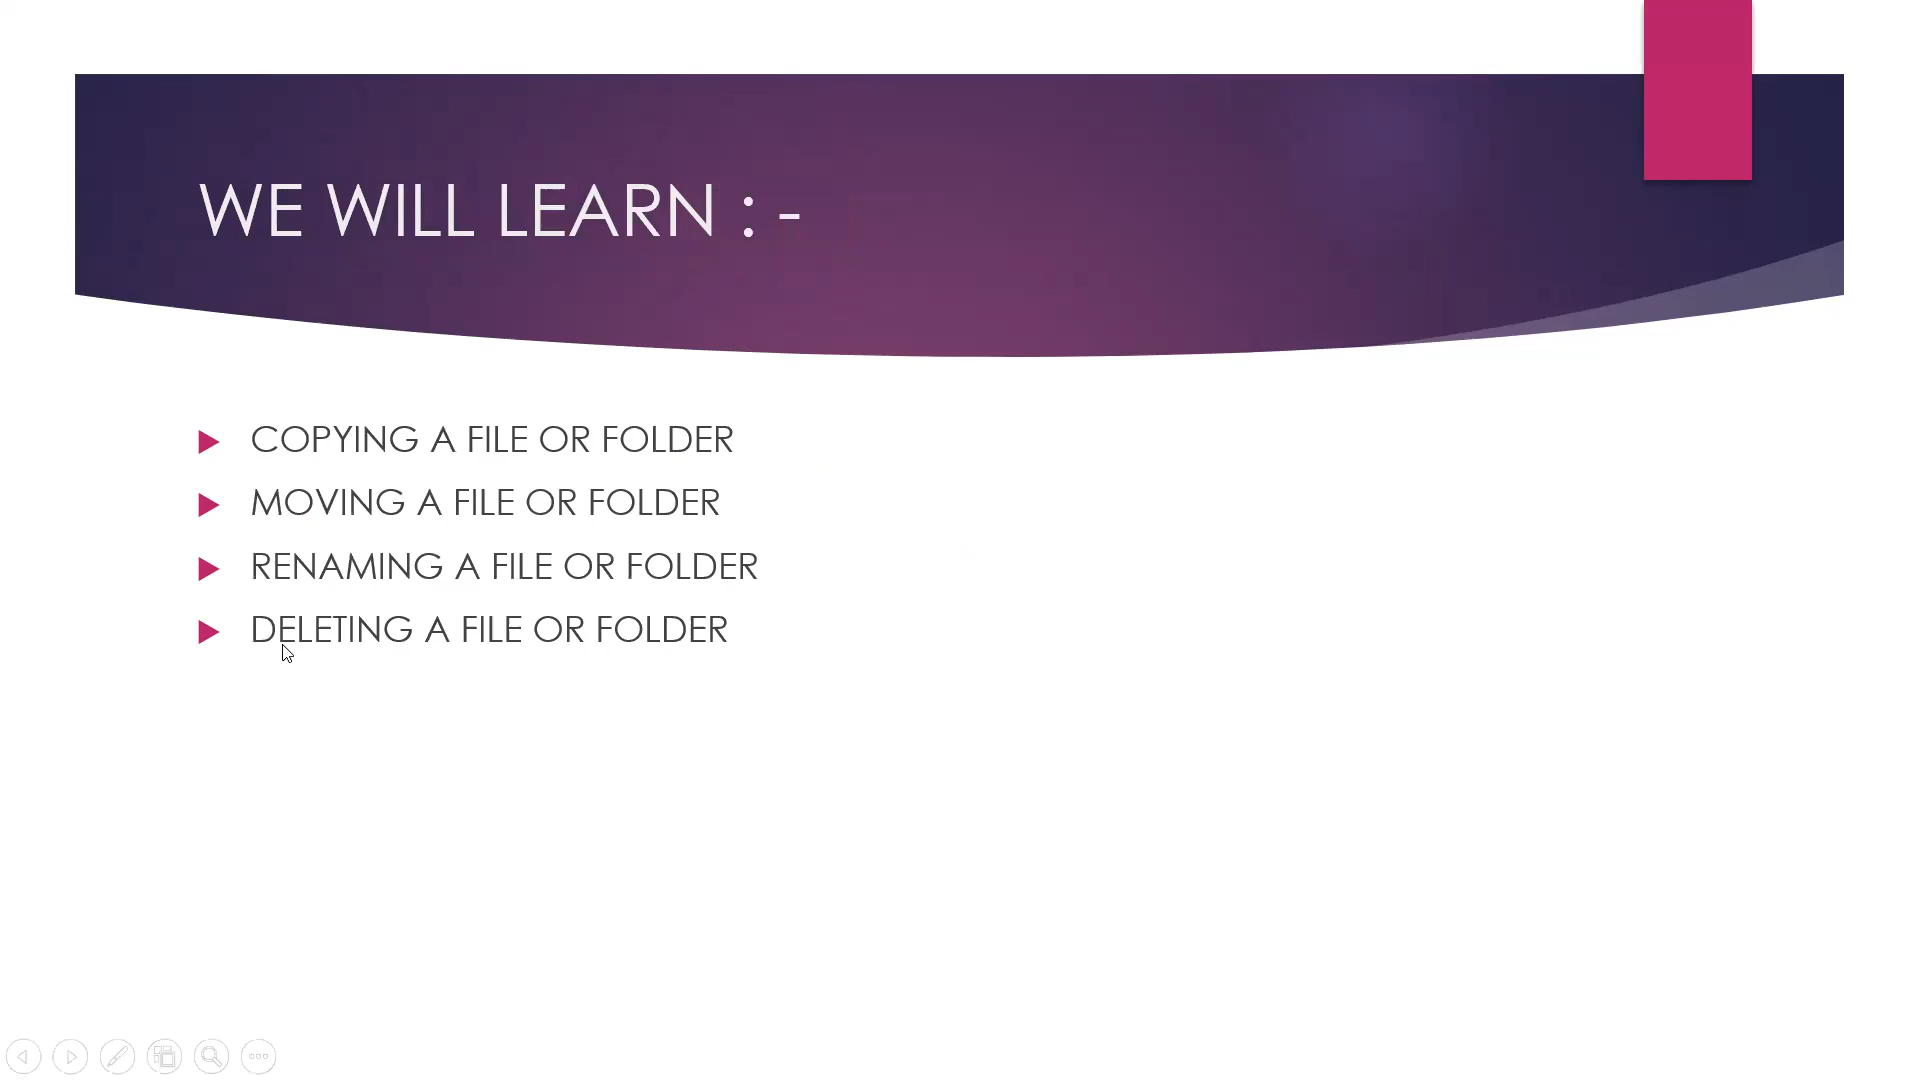 WE WILL LEARN : -
COPYING A FILE OR FOLDER
MOVING A FILE OR FOLDER
RENAMING A FILE OR FOLDER
DELETING A FILE OR FOLDER